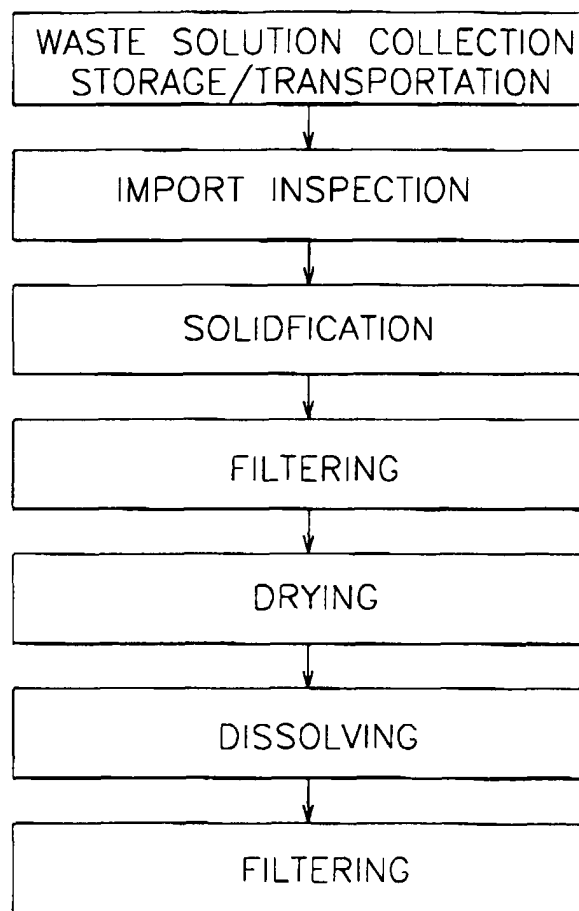 WASTE SOLUTION COLLECTION
STORAGE/TRANSPORTATION
IMPORT INSPECTION
SOLIDFICATION
FILTERING
DRYING
DISSOLVING
FILTERING